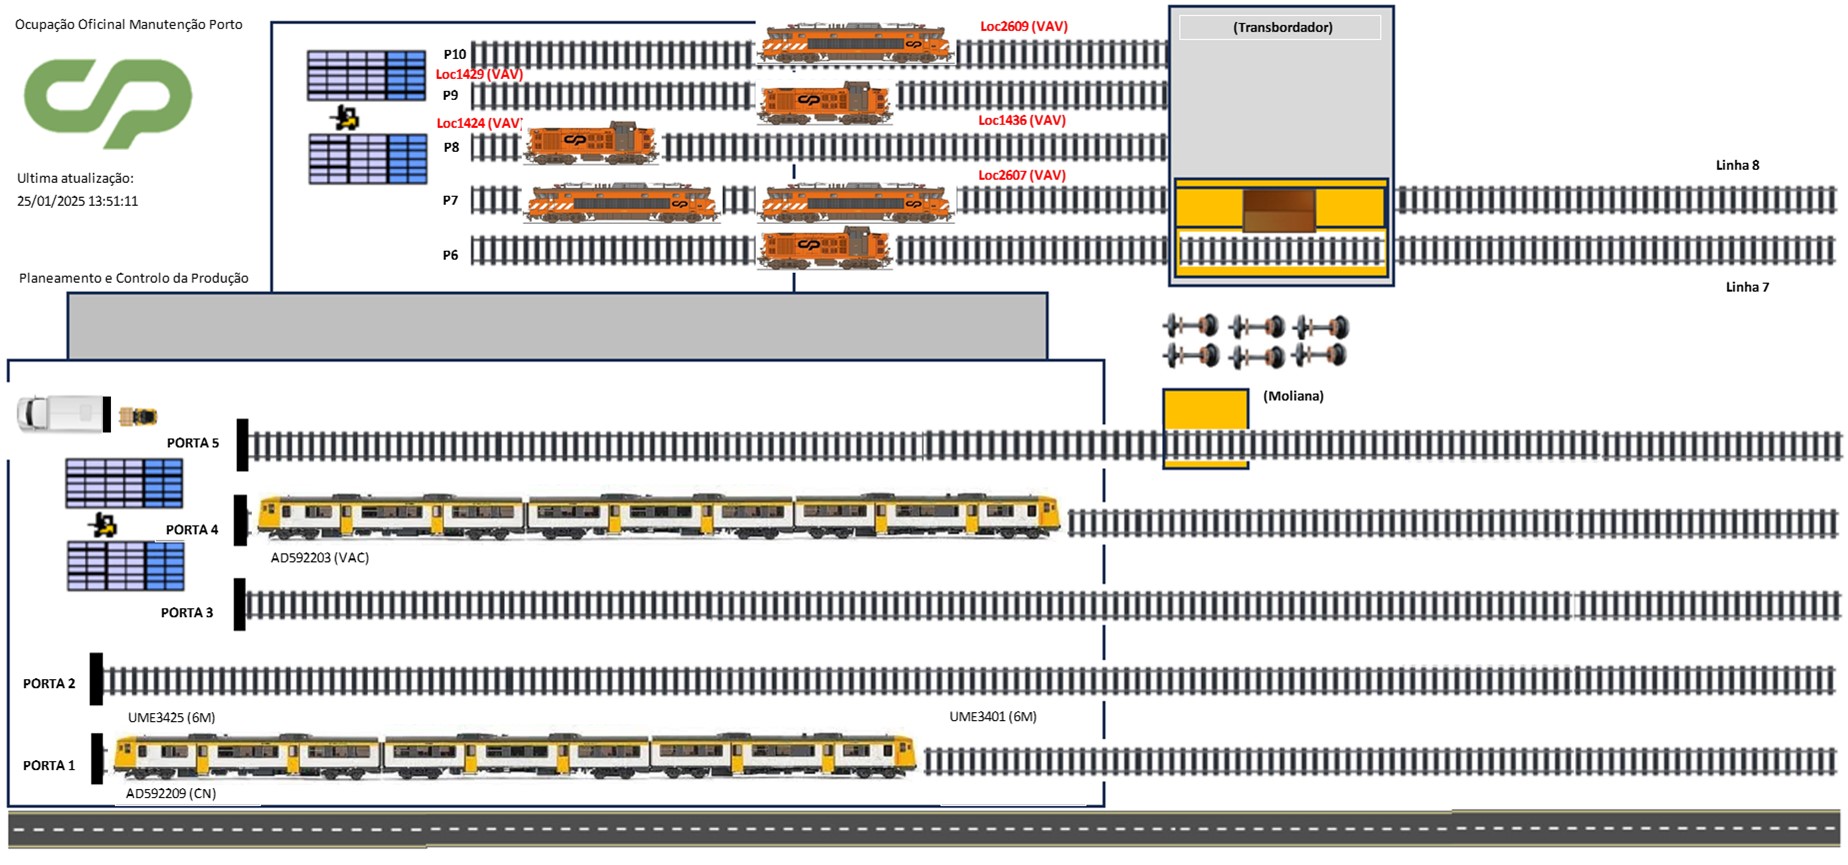 Ocupação Oficinal Manutenção Porto
Loc2609 (VAV)
(Transbordador)
P10
Loc1429 (VAV)
P9
Loc1424 (VAV)
Loc1436 (VAV)
P8
Linha 8
Ultima atualização:
25/01/2025 13:51:11
Loc2607 (VAV)
P7
P6
Planeamento e Controlo da Produção
Linha 7
(Moliana)
PORTA 5
PORTA 4
AD592203 (VAC)
PORTA 3
PORTA 2
UME3425 (6M)
UME3401 (6M)
PORTA 1
AD592209 (CN)